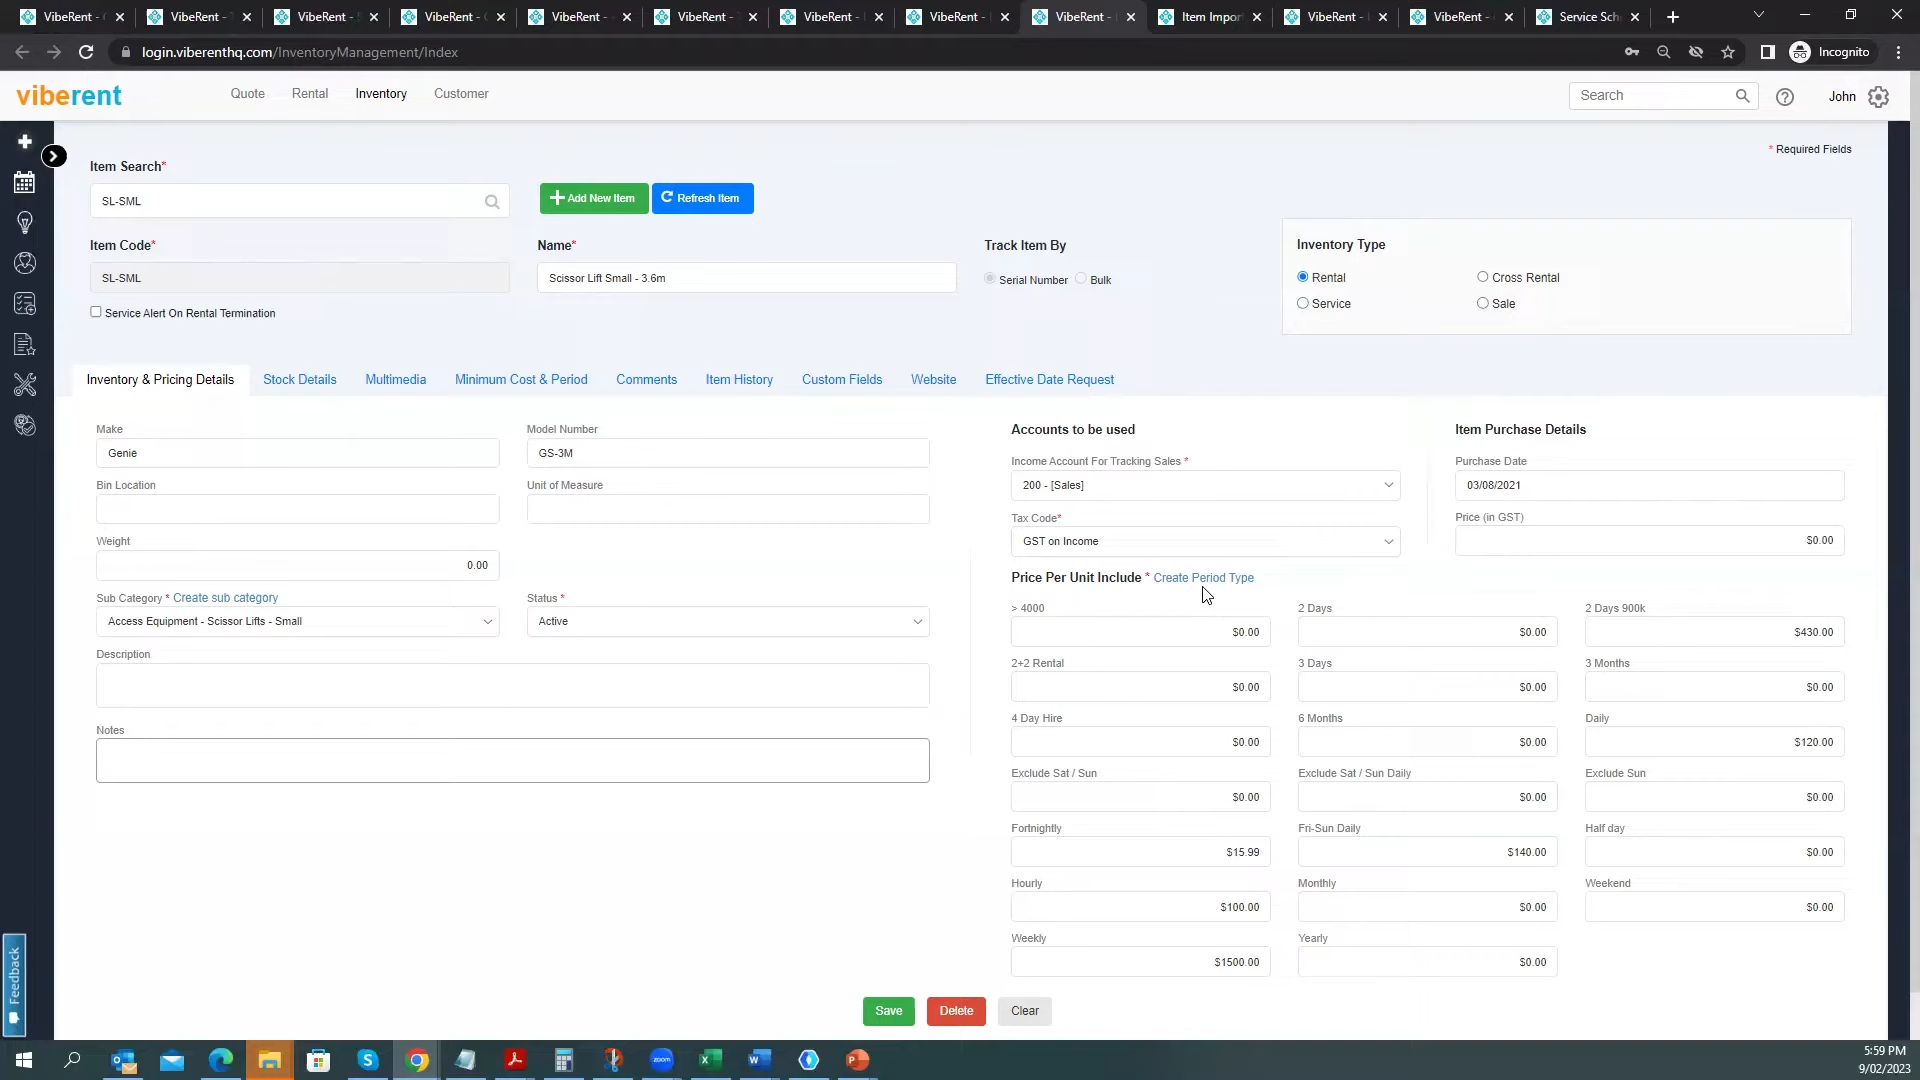 VibeRent -
VibeRent -
VibeRent -
VibeRent -
VibeRent -
VibeRent -
VibeRent -
VibeRent -
VibeRent -
Item Impor
VibeRent -
VibeRent -
Service Sch
login.viberenthq.com/InventoryManagement/Index
Incognito
viberent
Quote
Rental
Inventory
Customer
Search
John
* Required Fields
Item Search*
SL-SML
Add New Item
Refresh Item
Item Code*
Name*
Track Item By
Inventory Type
SL-SML
Scissor Lift Small - 3.6m
Serial Number
Bulk
Rental
Cross Rental
Service
Sale
Service Alert On Rental Termination
Inventory & Pricing Details
Stock Details
Multimedia
Minimum Cost & Period
Comments
Item History
Custom Fields
Website
Effective Date Request
Make
Genie
Model Number
GS-3M
Bin Location
Unit of Measure
Weight
0.00
Sub Category * Create sub category
Access Equipment - Scissor Lifts - Small
Status *
Active
Description
Notes
Accounts to be used
Income Account For Tracking Sales *
200 - [Sales]
Tax Code*
GST on Income
Item Purchase Details
Purchase Date
03/08/2021
Price (in GST)
$0.00
Price Per Unit Include * Create Period Type
> 4000
$0.00
2 Days
$0.00
2 Days 900k
$430.00
2+2 Rental
$0.00
3 Days
$0.00
3 Months
$0.00
4 Day Hire
$0.00
6 Months
$0.00
Daily
$120.00
Exclude Sat / Sun
$0.00
Exclude Sat / Sun Daily
$0.00
Exclude Sun
$0.00
Fortnightly
$15.99
Fri-Sun Daily
$140.00
Half day
$0.00
Hourly
$100.00
Monthly
$0.00
Weekend
$0.00
Weekly
$1500.00
Yearly
$0.00
Save
Delete
Clear
Feedback
5:59 PM
9/02/2023